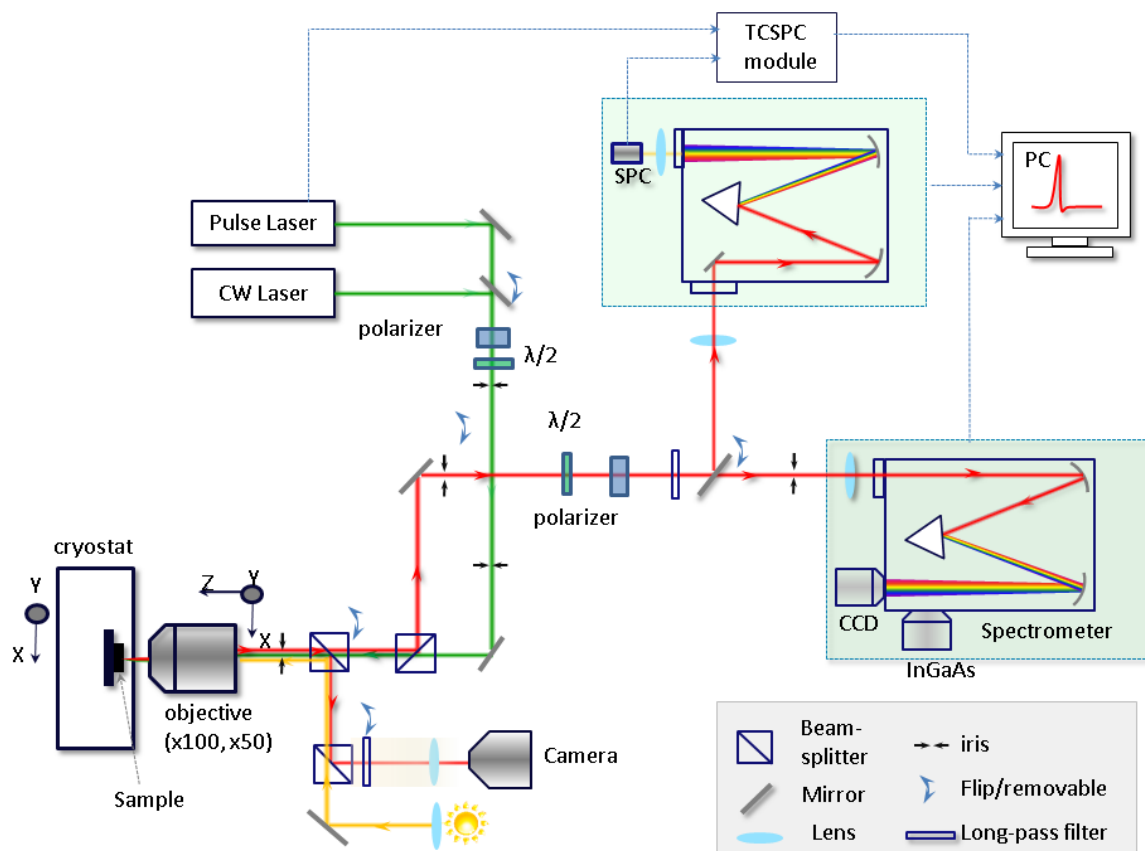 TCSPC
module
SPC
PC
Pulse Laser
CW Laser
polarizer
λ/2
λ/2
polarizer
cryostat
Y
X
Z
Y
X
objective
(x100, x50)
Sample
Camera
CCD
InGaAs
Spectrometer
Beam-
splitter
iris
Mirror
Flip/removable
Lens
Long-pass filter